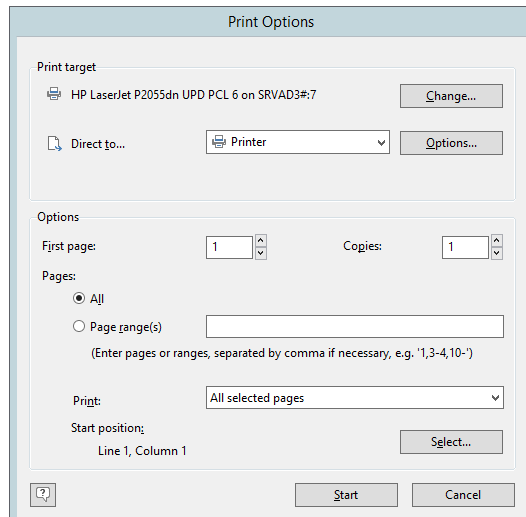 Print Options
Print target
HP LaserJet P2055dn UPD PCL 6 on SRVAD3#:7
Change...
Direct to...
Printer
Options...
Options
First page:
1
Copies:
1
Pages:
All
Page range(s)
(Enter pages or ranges, separated by comma if necessary, e.g. '1,3-4,10-')
Print:
All selected pages
Start position:
Line 1, Column 1
Select...
?
Start
Cancel